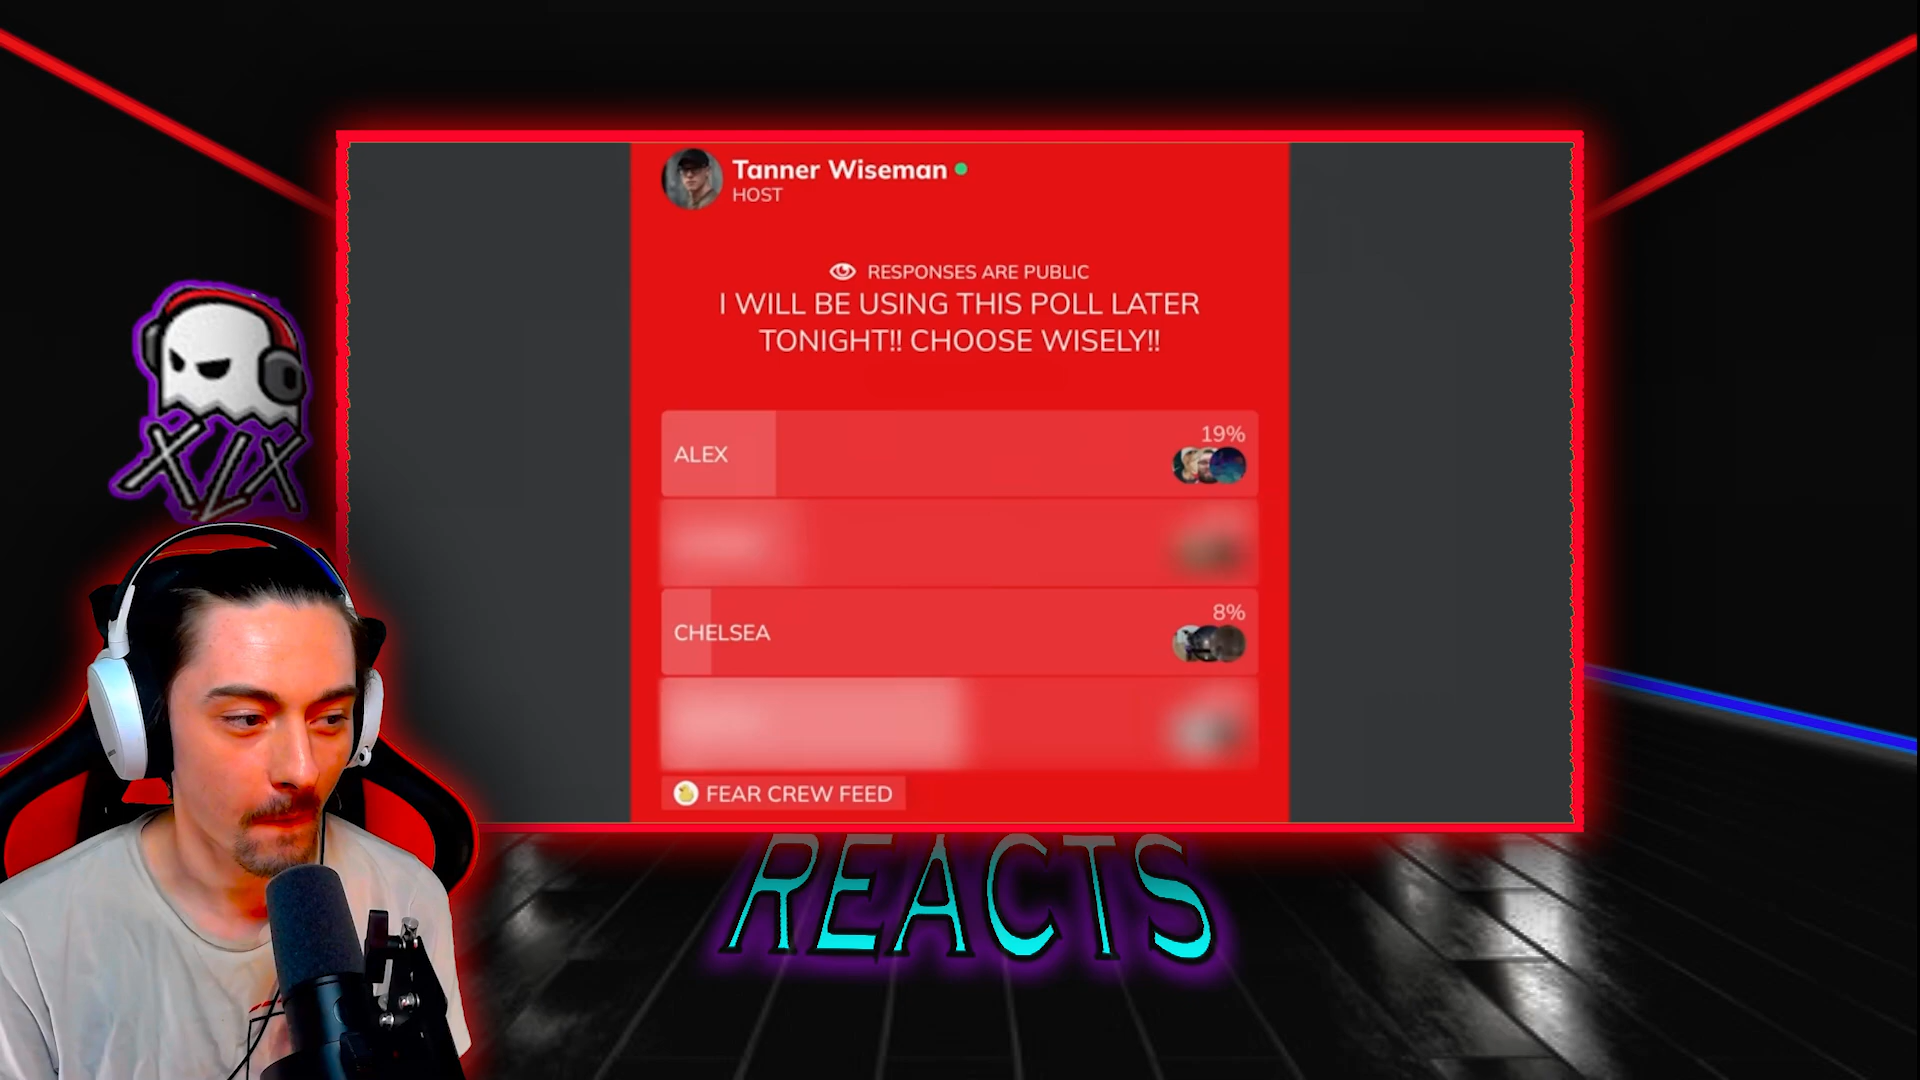 Tanner Wiseman
HOST
RESPONSES ARE PUBLIC
I WILL BE USING THIS POLL LATER
TONIGHT!! CHOOSE WISELY!!
ALEX
19%
CHELSEA
8%
FEAR CREW FEED
XLX
REACTS